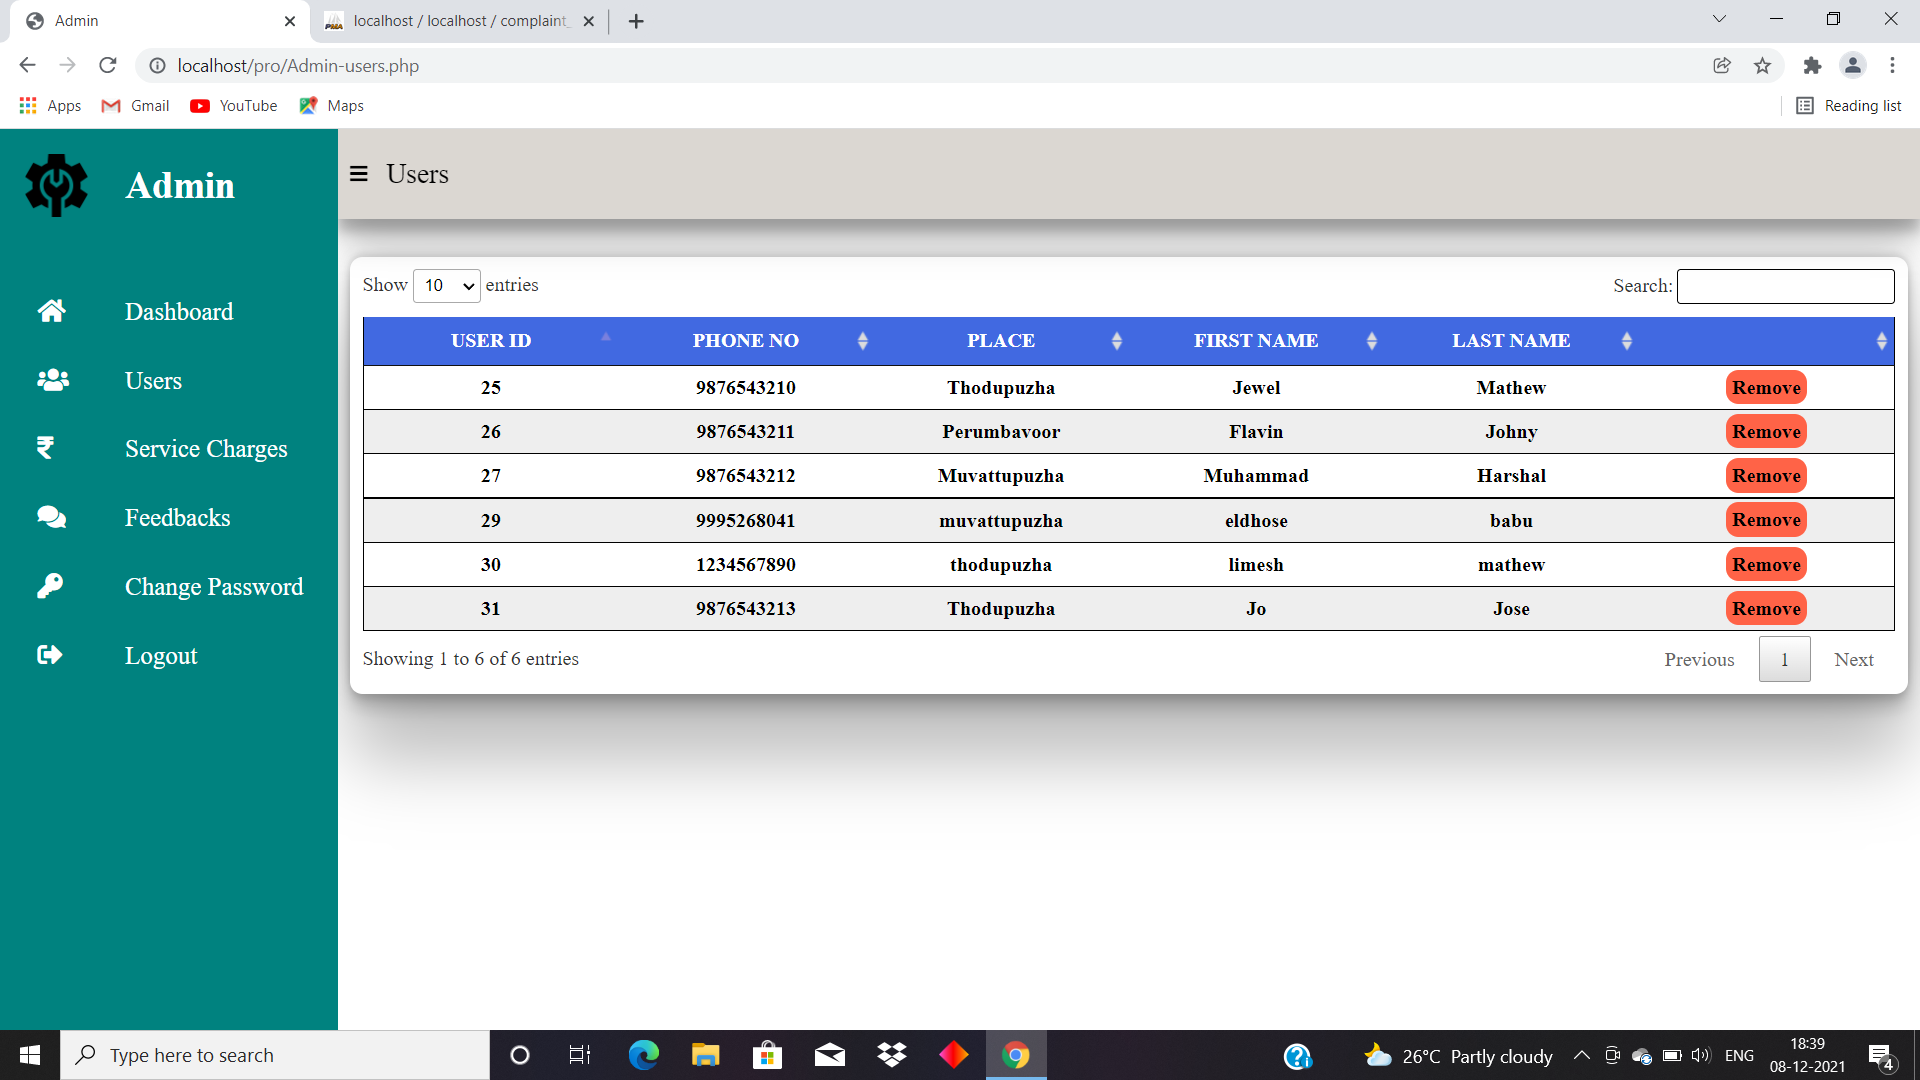 Admin
localhost / localhost / complaint_
localhost/pro/Admin-users.php
Apps Gmail YouTube Maps Reading list
Admin
Users
Dashboard
Users
Service Charges
Feedbacks
Change Password
Logout
Show 10 entries Search:
USER ID PHONE NO PLACE FIRST NAME LAST NAME
25 9876543210 Thodupuzha Jewel Mathew Remove
26 9876543211 Perumbavoor Flavin Johny Remove
27 9876543212 Muvattupuzha Muhammad Harshal Remove
29 9995268041 muvattupuzha eldhose babu Remove
30 1234567890 thodupuzha limesh mathew Remove
31 9876543213 Thodupuzha Jo Jose Remove
Showing 1 to 6 of 6 entries Previous 1 Next
Type here to search
26°C Partly cloudy
ENG
18:39
08-12-2021
4